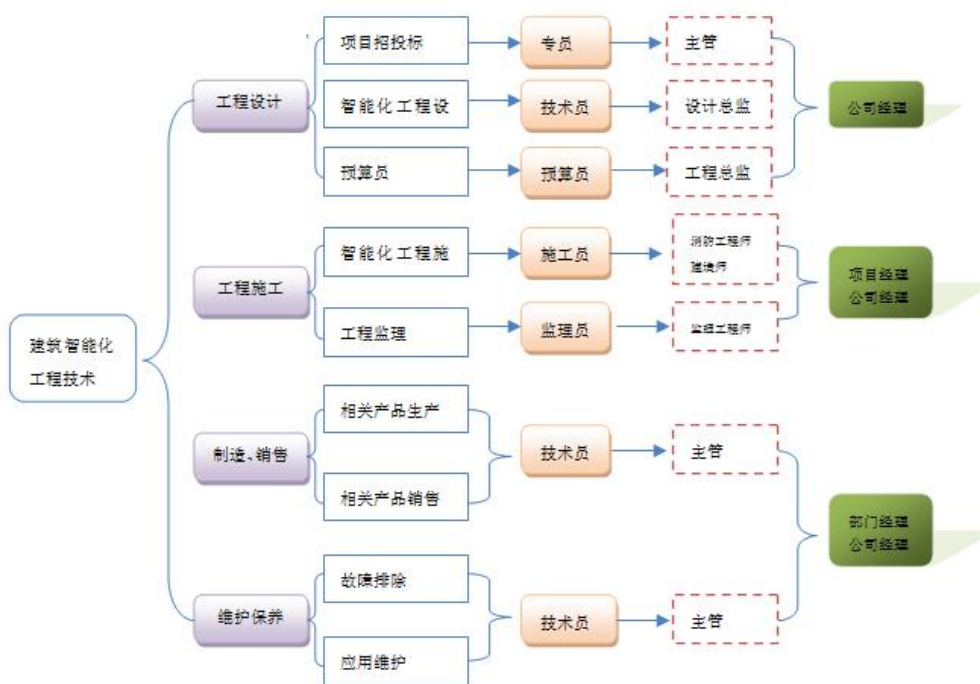 建筑智能化
工程技术
工程设计
项目招投标
专员
主管
智能化工程设
技术员
设计总监
预算员
预算员
工程总监
公司经理
工程施工
智能化工程施
施工员
消防工程师
建造师
工程监理
监理员
监理工程师
项目经理
公司经理
制造、销售
相关产品生产
相关产品销售
技术员
主管
维护保养
故障排除
应用维护
技术员
主管
部门经理
公司经理